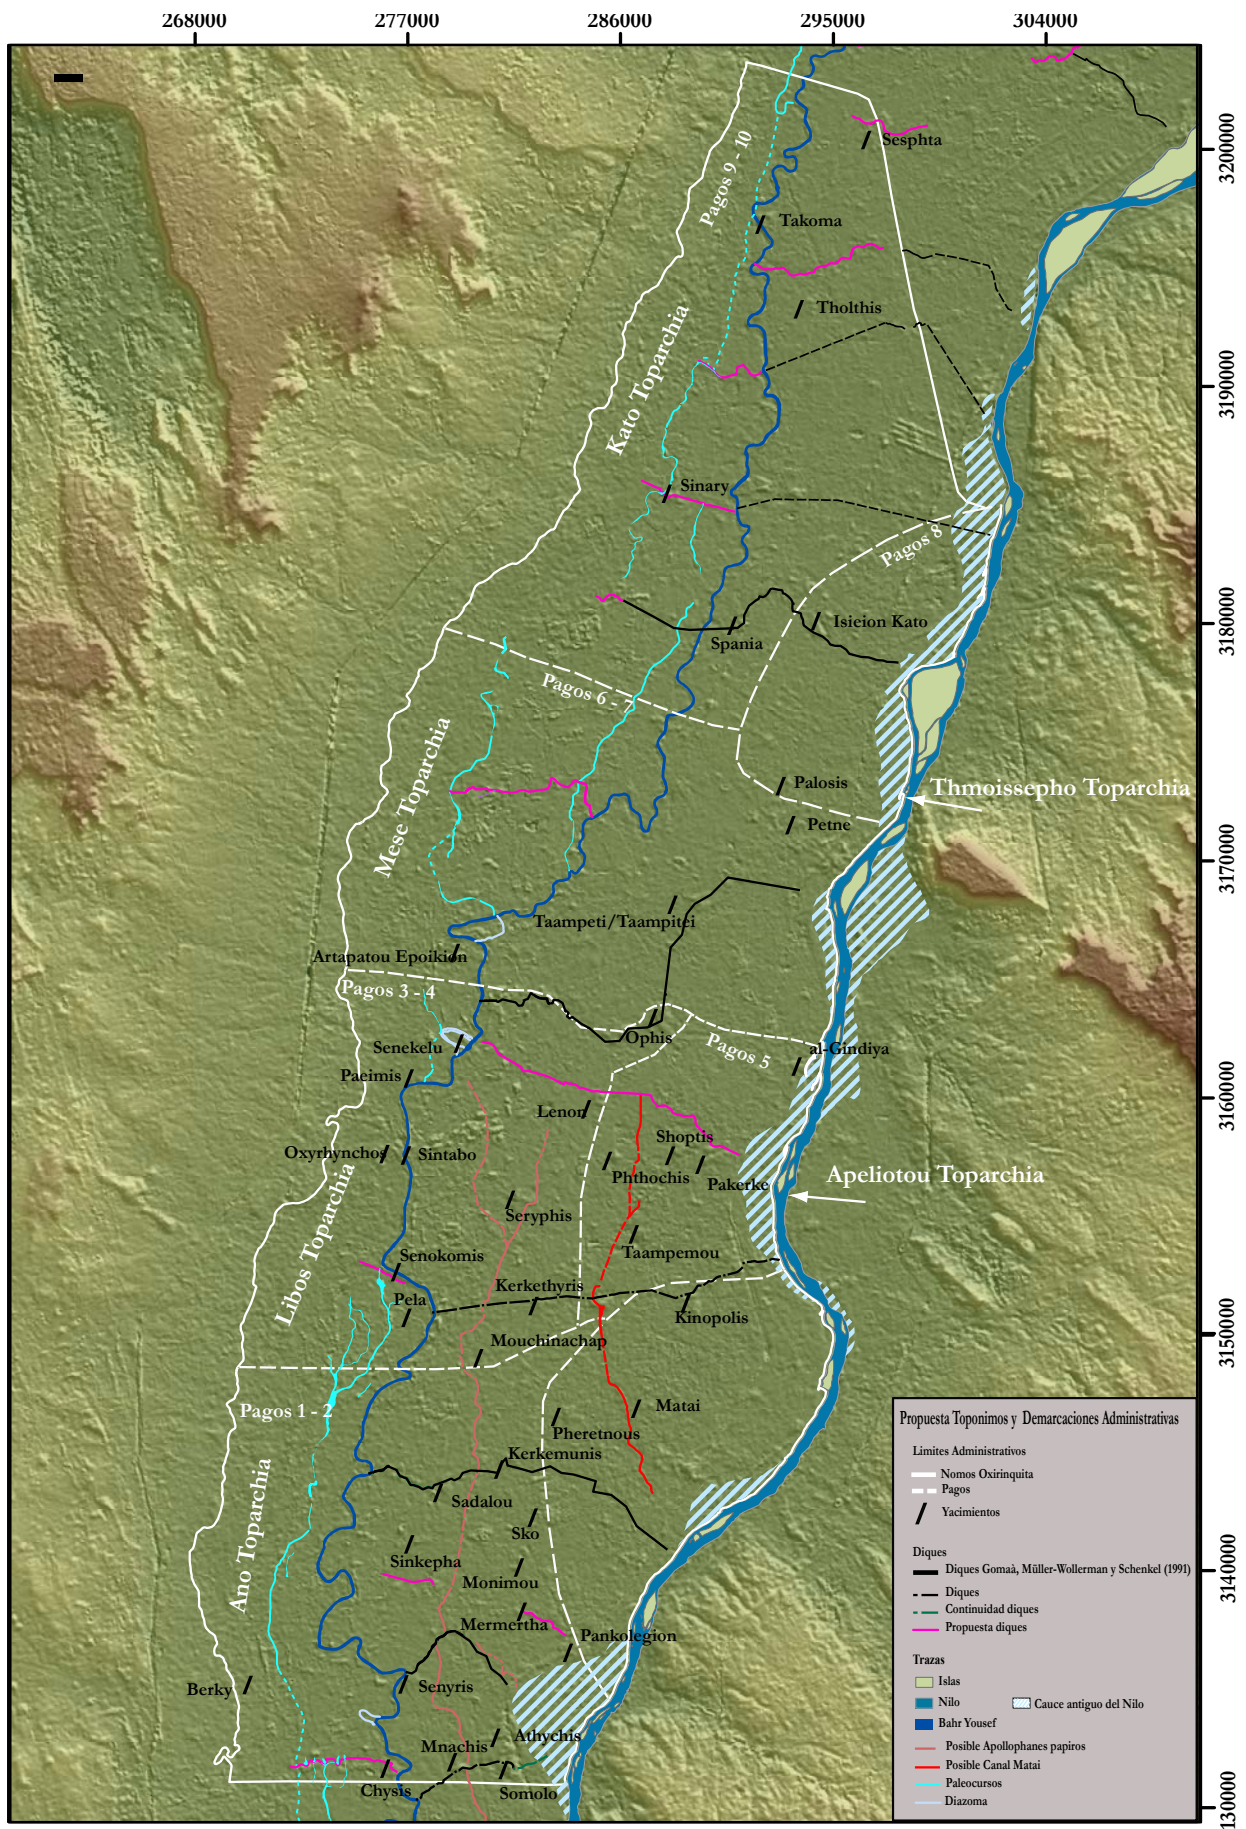 268000
277000
286000
295000
304000
3200000
3190000
3180000
3170000
3160000
3150000
3140000
130000
Sesphta
Pagos 9 - 10
Takoma
Tholthis
Kato Toparchia
Sinary
Pagos 8
Isieion Kato
Spania
Pagos 6 - 7
Palosis
Thmoissepho Toparchia
Petne
Mese Toparchia
Taampeti/Taampitei
Artapatou Epoikion
Pagos 3 - 4
Ophis
Pagos 5
al-Gindiya
Senekelu
Paeimis
Lenon
Shoptis
Oxyrhynchos
Sintabo
Phthochis
Pakerke
Apeliotou Toparchia
Seryphis
Libos Toparchia
Taampemou
Senokomis
Kerkethyris
Pela
Kinopolis
Mouchinachap
Pagos 1 - 2
Matai
Pheretnous
Kerkemunis
Sadalou
Ano Toparchia
Sko
Sinkepha
Monimou
Mermertha
Pankolegion
Berky
Senyris
Athychis
Mnachis
Chysis
Somolo
Propuesta Toponimos y Demarcaciones Administrativas
Limites Administrativos
Nomos Oxirinquita
Pagos
Yacimientos
Diques
Diques Gomaà, Müller-Wollerman y Schenkel (1991)
Diques
Continuidad diques
Propuesta diques
Trazas
Islas
Nilo
Cauce antiguo del Nilo
Bahr Yousef
Posible Apollophanes papiros
Posible Canal Matai
Paleocursos
Diazoma